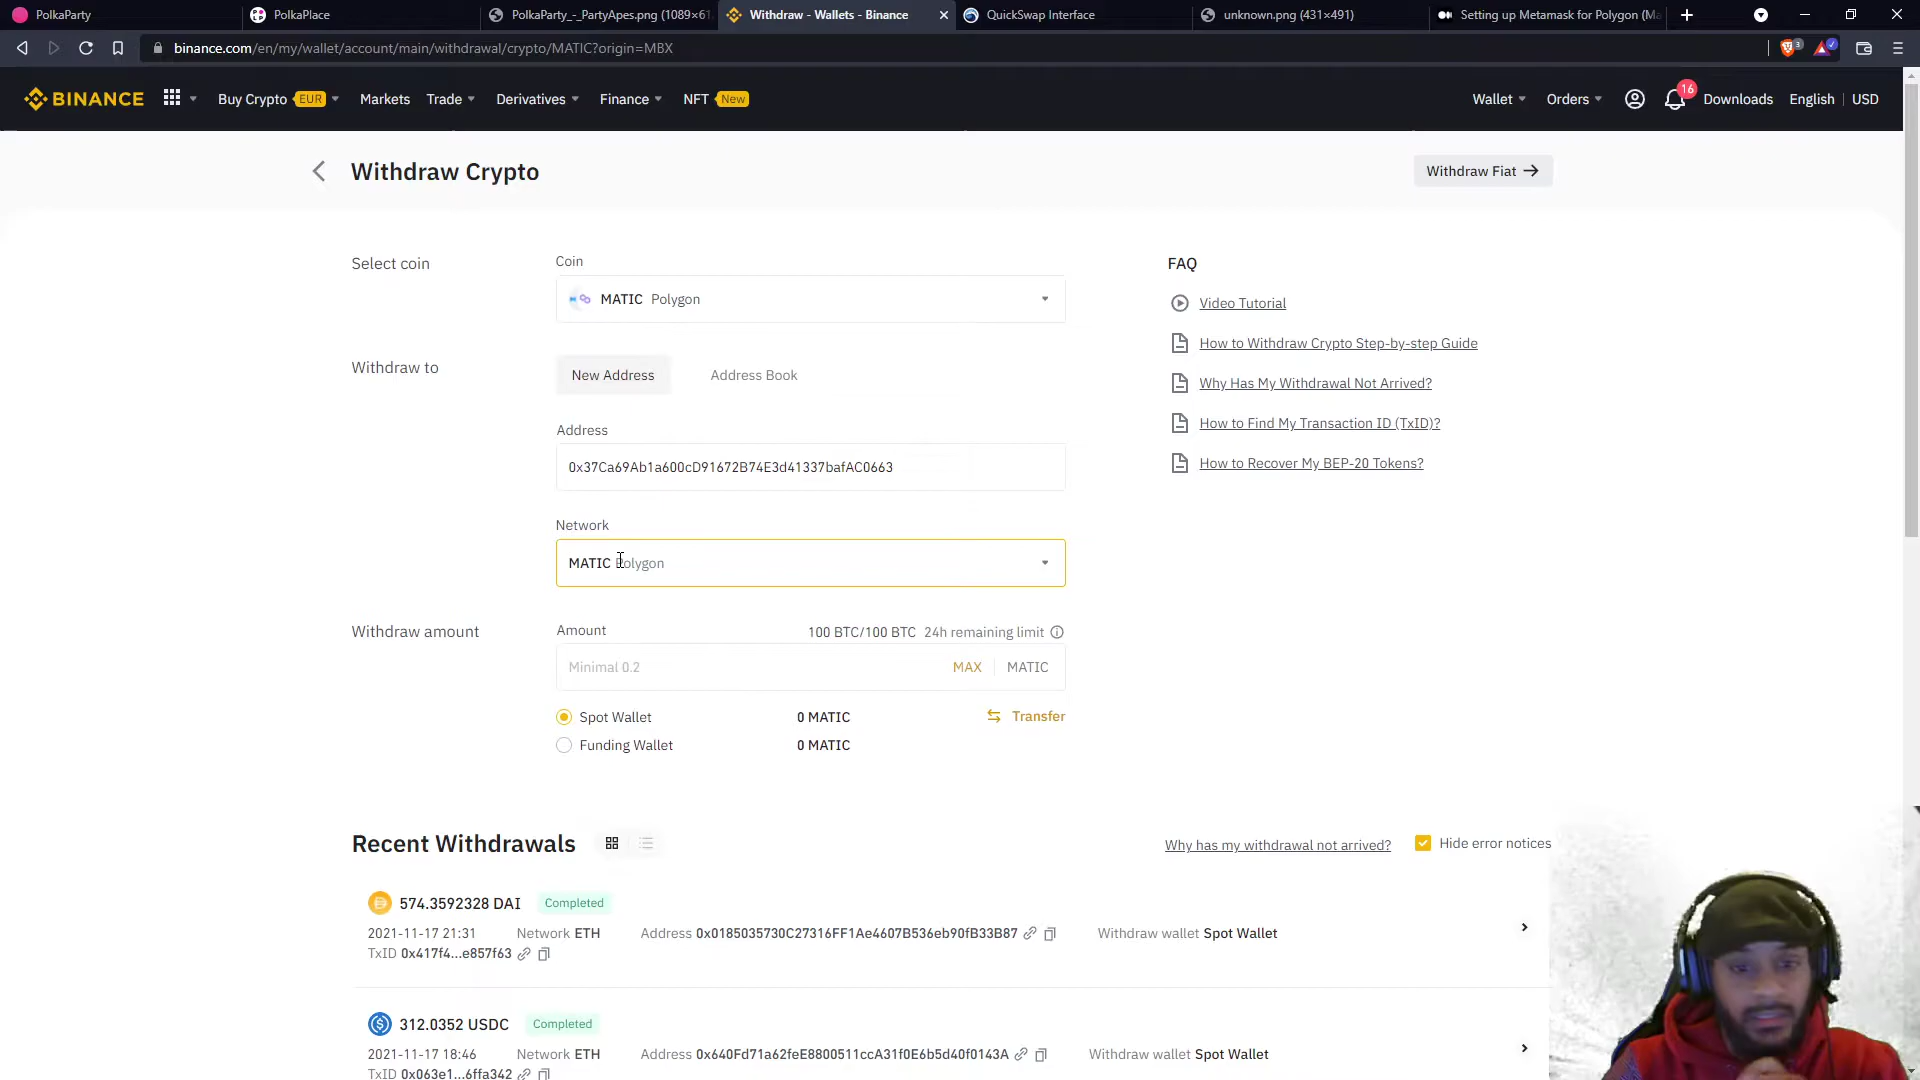 PolkaParty
PolkaPlace
PolkaParty_-_PartyApes.png (1089×61
Withdraw - Wallets - Binance
QuickSwap Interface
unknown.png (431×491)
Setting up Metamask for Polygon (Ma
binance.com/en/my/wallet/account/main/withdrawal/crypto/MATIC?origin=MBX
3
BINANCE
Buy Crypto EUR
Markets
Trade
Derivatives
Finance
NFT New
Wallet
Orders
16
Downloads
English
USD
Withdraw Crypto
Withdraw Fiat
Select coin
Coin
MATIC Polygon
FAQ
Video Tutorial
How to Withdraw Crypto Step-by-step Guide
Why Has My Withdrawal Not Arrived?
How to Find My Transaction ID (TxID)?
How to Recover My BEP-20 Tokens?
Withdraw to
New Address
Address Book
Address
0x37Ca69Ab1a600cD91672B74E3d41337bafAC0663
Network
MATIC Polygon
Withdraw amount
Amount
100 BTC/100 BTC 24h remaining limit
Minimal 0.2
MAX
MATIC
Spot Wallet
0 MATIC
Transfer
Funding Wallet
0 MATIC
Recent Withdrawals
Why has my withdrawal not arrived?
Hide error notices
574.3592328 DAI Completed
2021-11-17 21:31 Network ETH Address 0x0185035730C27316FF1Ae4607B536eb90fB33B87 Withdraw wallet Spot Wallet
TxID 0x417f4...e857f63
312.0352 USDC Completed
2021-11-17 18:46 Network ETH Address 0x640Fd71a62feE8800511ccA31f0E6b5d40f0143A Withdraw wallet Spot Wallet
TxID 0x063e1...6ffa342